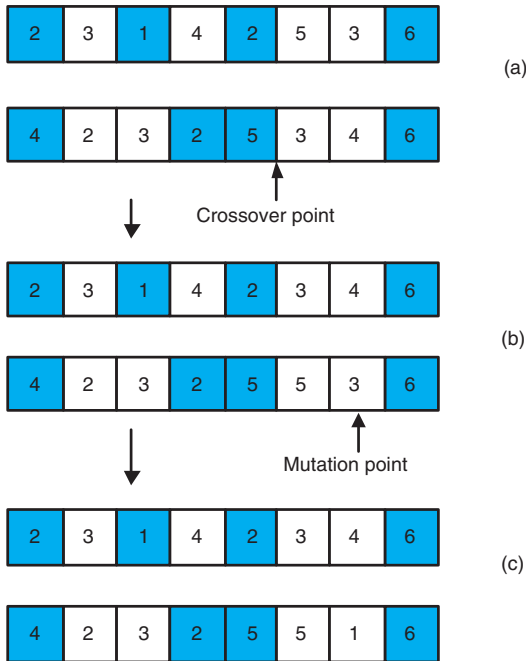 2 3 1 4 2 5 3 6
(a)
4 2 3 2 5 3 4 6
Crossover point
2 3 1 4 2 3 4 6
(b)
4 2 3 2 5 5 3 6
Mutation point
2 3 1 4 2 3 4 6
(c)
4 2 3 2 5 5 1 6